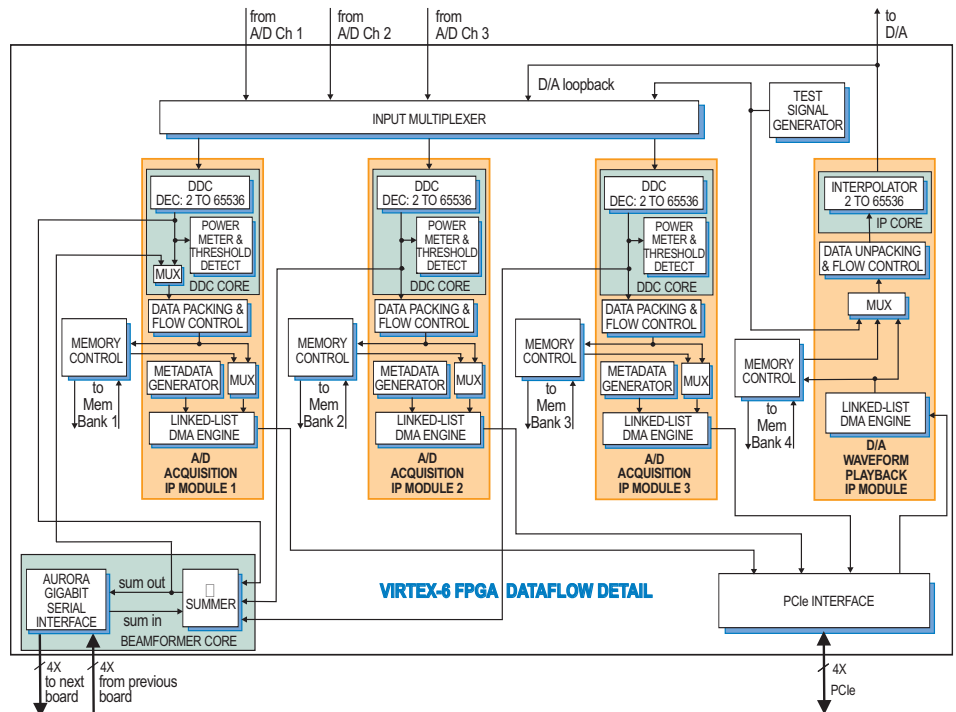 from
A/D Ch 1
from
A/D Ch 2
from
A/D Ch 3
to
D/A
D/A loopback
TEST
SIGNAL
GENERATOR
INPUT MULTIPLEXER
DDC
DEC: 2 TO 65536
POWER
METER &
THRESHOLD
DETECT
MUX
DDC CORE
DATA PACKING &
FLOW CONTROL
MEMORY
CONTROL
METADATA
GENERATOR
MUX
to
Mem
Bank 1
LINKED-LIST
DMA ENGINE
A/D
ACQUISITION
IP MODULE 1
DDC
DEC: 2 TO 65536
POWER
METER &
THRESHOLD
DETECT
DDC CORE
DATA PACKING &
FLOW CONTROL
MEMORY
CONTROL
METADATA
GENERATOR
MUX
to
Mem
Bank 2
LINKED-LIST
DMA ENGINE
A/D
ACQUISITION
IP MODULE 2
DDC
DEC: 2 TO 65536
POWER
METER &
THRESHOLD
DETECT
DDC CORE
DATA PACKING &
FLOW CONTROL
MEMORY
CONTROL
METADATA
GENERATOR
MUX
to
Mem
Bank 3
LINKED-LIST
DMA ENGINE
A/D
ACQUISITION
IP MODULE 3
INTERPOLATOR
2 TO 65536
IP CORE
DATA UNPACKING
& FLOW CONTROL
MUX
MEMORY
CONTROL
to
Mem
Bank 4
LINKED-LIST
DMA ENGINE
D/A
WAVEFORM
PLAYBACK
IP MODULE
AURORA
GIGABIT
SERIAL
INTERFACE
sum out
sum in
SUMMER
BEAMFORMER CORE
VIRTEX-6 FPGA DATAFLOW DETAIL
PCIe INTERFACE
4X
to next
board
4X
from previous
board
4X
PCIe